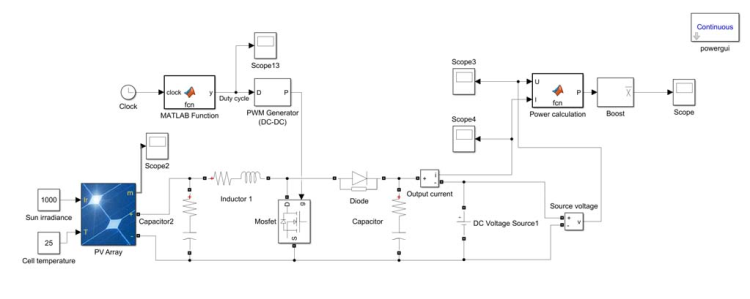 Continuous
powergui
Scope13
Scope3
clock
y
fcn
MATLAB Function
Clock
Duty cycle
D
P
PWM Generator
(DC-DC)
U
I
P
fcn
Power calculation
Boost
Scope
Scope4
Scope2
1000
Sun irradiance
Ir
m
T
+
-
25
Cell temperature
PV Array
Capacitor2
Inductor 1
Mosfet
g
D
S
Diode
Capacitor
+
i
-
Output current
DC Voltage Source1
Source voltage
+
-
v